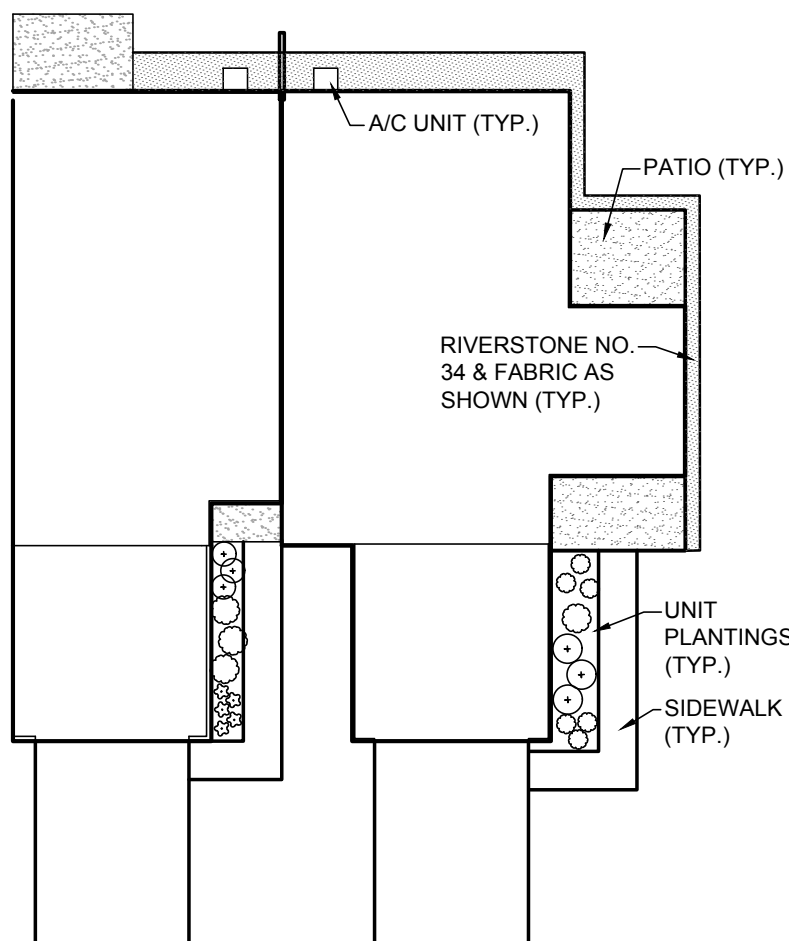 A/C UNIT (TYP.)
PATIO (TYP.)
RIVERSTONE NO.
34 & FABRIC AS
SHOWN (TYP.)
UNIT
PLANTINGS
(TYP.)
SIDEWALK
(TYP.)